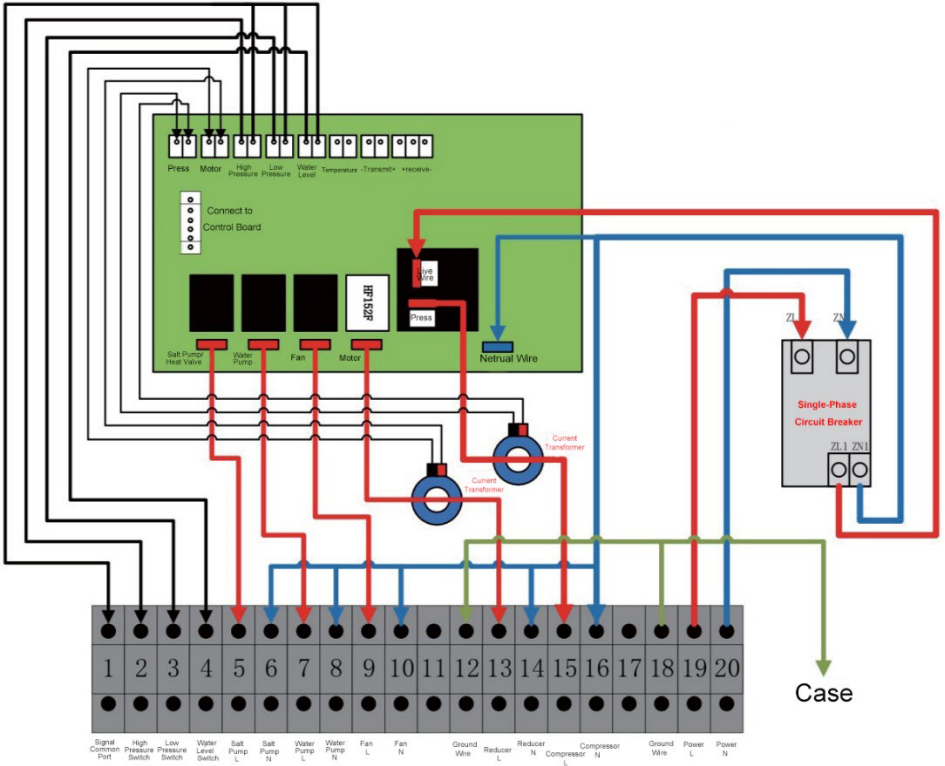 Press Motor High Pressure Low Pressure Water Level Temperature -Transmit+ +receive-
Connect to
Control Board
Live
Wire
Press
HF152F
Salt Pump/
Heat Valve
Water
Pump
Fan
Motor
Netrual Wire
ZL
ZN
Single-Phase
Circuit Breaker
ZL1 ZN1
Current
Transformer
Current
Transformer
1 2 3 4 5 6 7 8 9 10 11 12 13 14 15 16 17 18 19 20
Case
Signal
Common
Port
High
Pressure
Switch
Low
Pressure
Switch
Water
Level
Switch
Salt
Pump
L
Salt
Pump
N
Water
Pump
L
Water
Pump
N
Fan
L
Fan
N
Ground
Wire
Reducer
L
Reducer
N
Compressor
L
Compressor
N
Ground
Wire
Power
L
Power
N